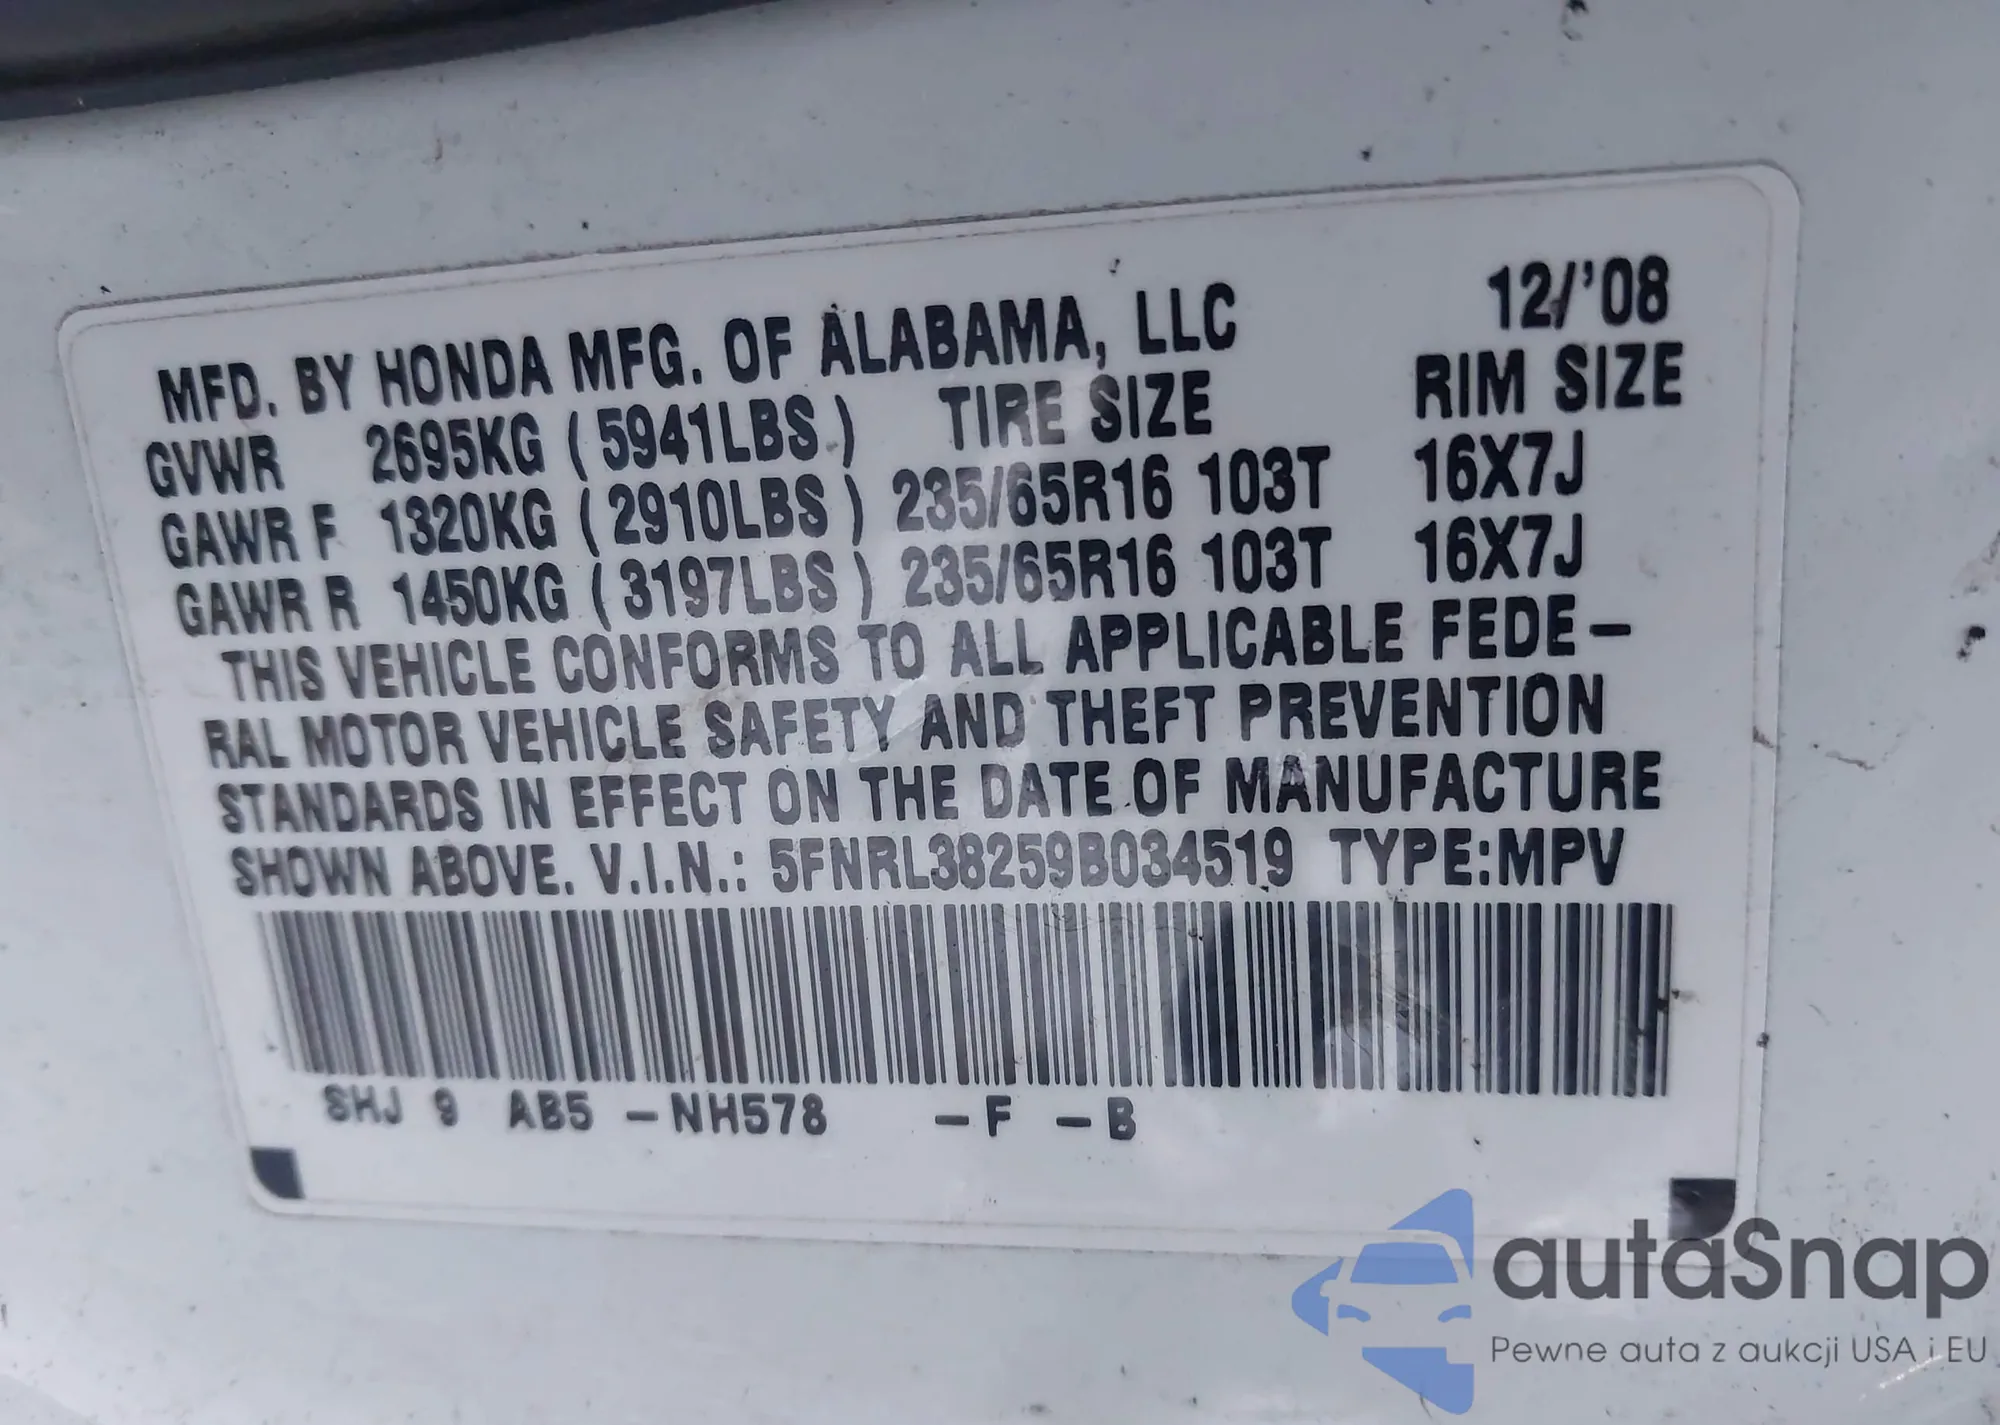 MFD. BY HONDA MFG. OF ALABAMA, LLC 12/'08
GVWR 2695KG ( 5941LBS ) TIRE SIZE RIM SIZE
GAWR F 1320KG ( 2910LBS ) 235/65R16 103T 16X7J
GAWR R 1450KG ( 3197LBS ) 235/65R16 103T 16X7J
THIS VEHICLE CONFORMS TO ALL APPLICABLE FEDE-
RAL MOTOR VEHICLE SAFETY AND THEFT PREVENTION
STANDARDS IN EFFECT ON THE DATE OF MANUFACTURE
SHOWN ABOVE. V.I.N.: 5FNRL38259B034519 TYPE:MPV
SHJ 9 AB5 -NH578 -F -B
autaSnap
Pewne auta z aukcji USA i EU